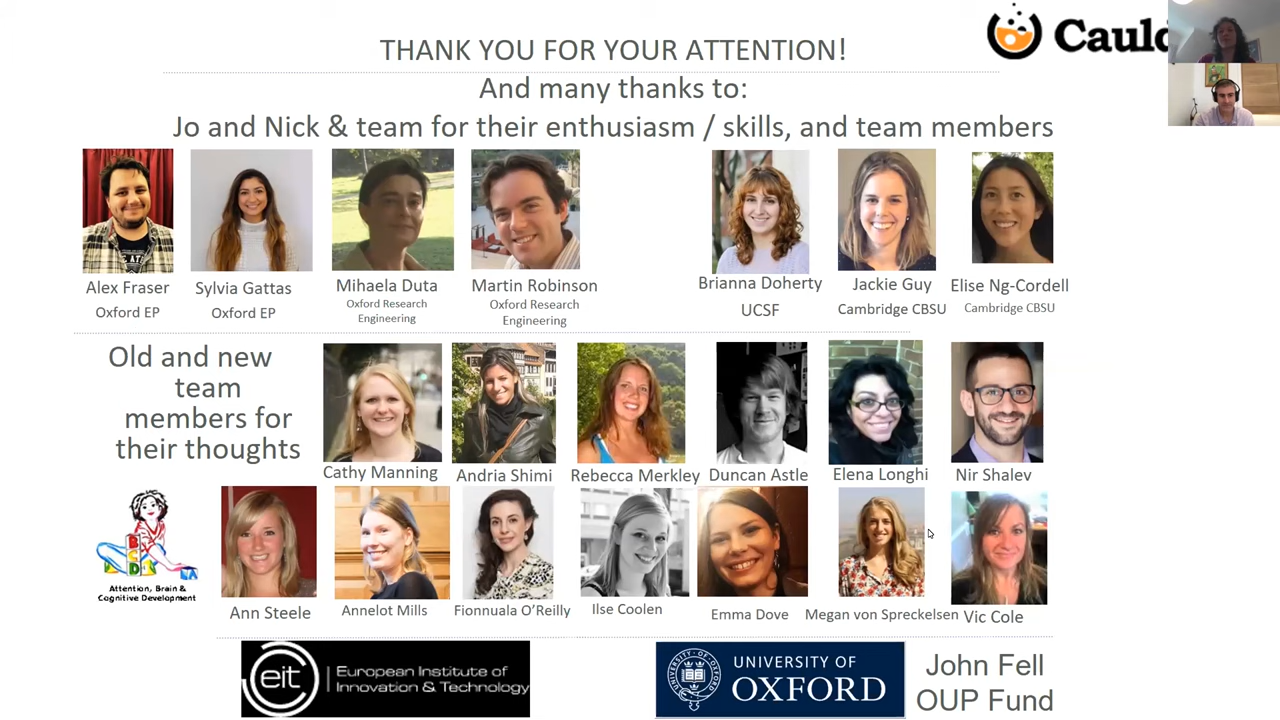 THANK YOU FOR YOUR ATTENTION!
And many thanks to:
Jo and Nick & team for their enthusiasm / skills, and team members
Alex Fraser
Oxford EP
Sylvia Gattas
Oxford EP
Mihaela Duta
Oxford Research
Engineering
Martin Robinson
Oxford Research
Engineering
Brianna Doherty
UCSF
Jackie Guy
Cambridge CBSU
Elise Ng-Cordell
Cambridge CBSU
Old and new
team
members for
their thoughts
Cathy Manning
Andria Shimi
Rebecca Merkley
Duncan Astle
Elena Longhi
Nir Shalev
Attention, Brain &
Cognitive Development
Ann Steele
Annelot Mills
Fionnuala O'Reilly
Ilse Coolen
Emma Dove
Megan von Spreckelsen
Vic Cole
eit
European Institute of
Innovation & Technology
UNIVERSITY OF
OXFORD
John Fell
OUP Fund